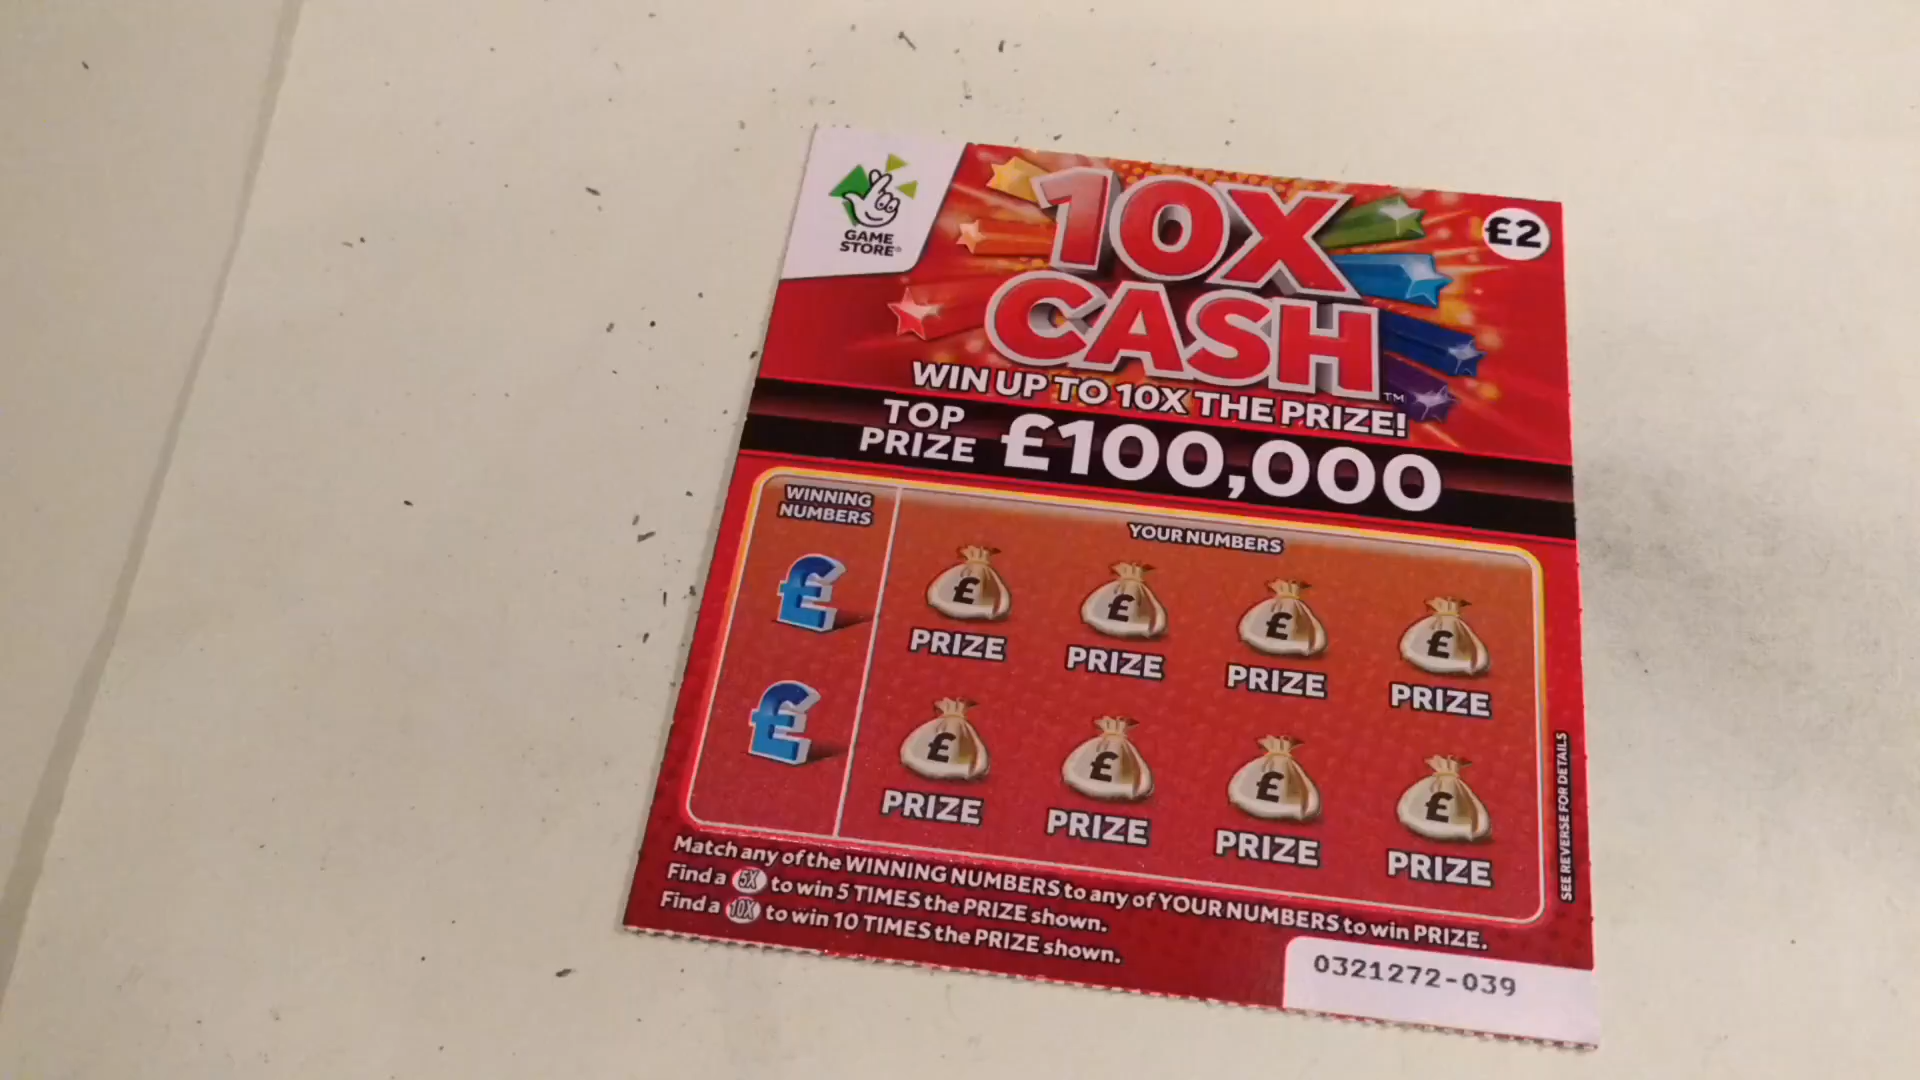 GAME
STORE®
10X
CASH™
£2
WIN UP TO 10X THE PRIZE!
TOP
PRIZE £100,000
WINNING
NUMBERS
YOUR NUMBERS
£
£ £ £ £
PRIZE PRIZE PRIZE PRIZE
£
£ £ £ £
PRIZE PRIZE PRIZE PRIZE
Match any of the WINNING NUMBERS to any of YOUR NUMBERS to win PRIZE.
Find a 5X to win 5 TIMES the PRIZE shown.
Find a 10X to win 10 TIMES the PRIZE shown.
SEE REVERSE FOR DETAILS
0321272-039